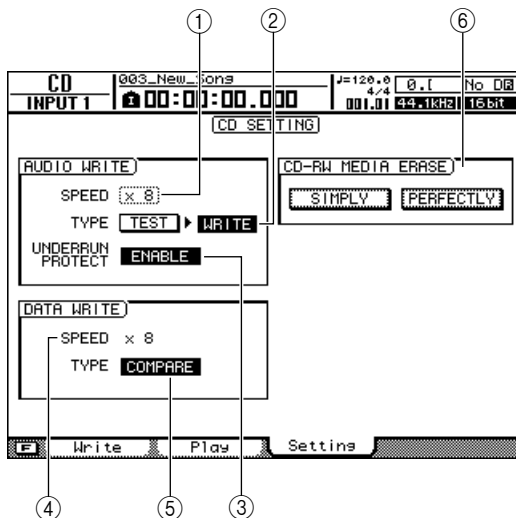 ① ② ⑥
CD 003_New_Song ♩=120.0 4/4 0.[ No D
INPUT 1 00:00:00.000 001.01 44.1kHz 16bit
CD SETTING
AUDIO WRITE CD-RW MEDIA ERASE
SPEED x 8 SIMPLY PERFECTLY
TYPE TEST WRITE
UNDERRUN PROTECT ENABLE
DATA WRITE
SPEED x 8
TYPE COMPARE
F Write Play Setting
④ ⑤ ③